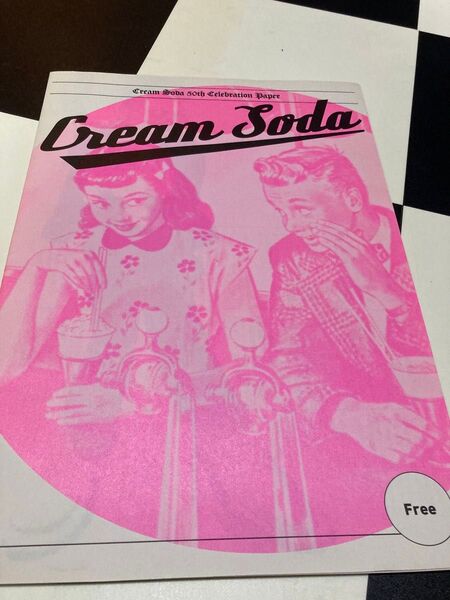 Cream Soda 50th Celebration Paper
Cream Soda
Free